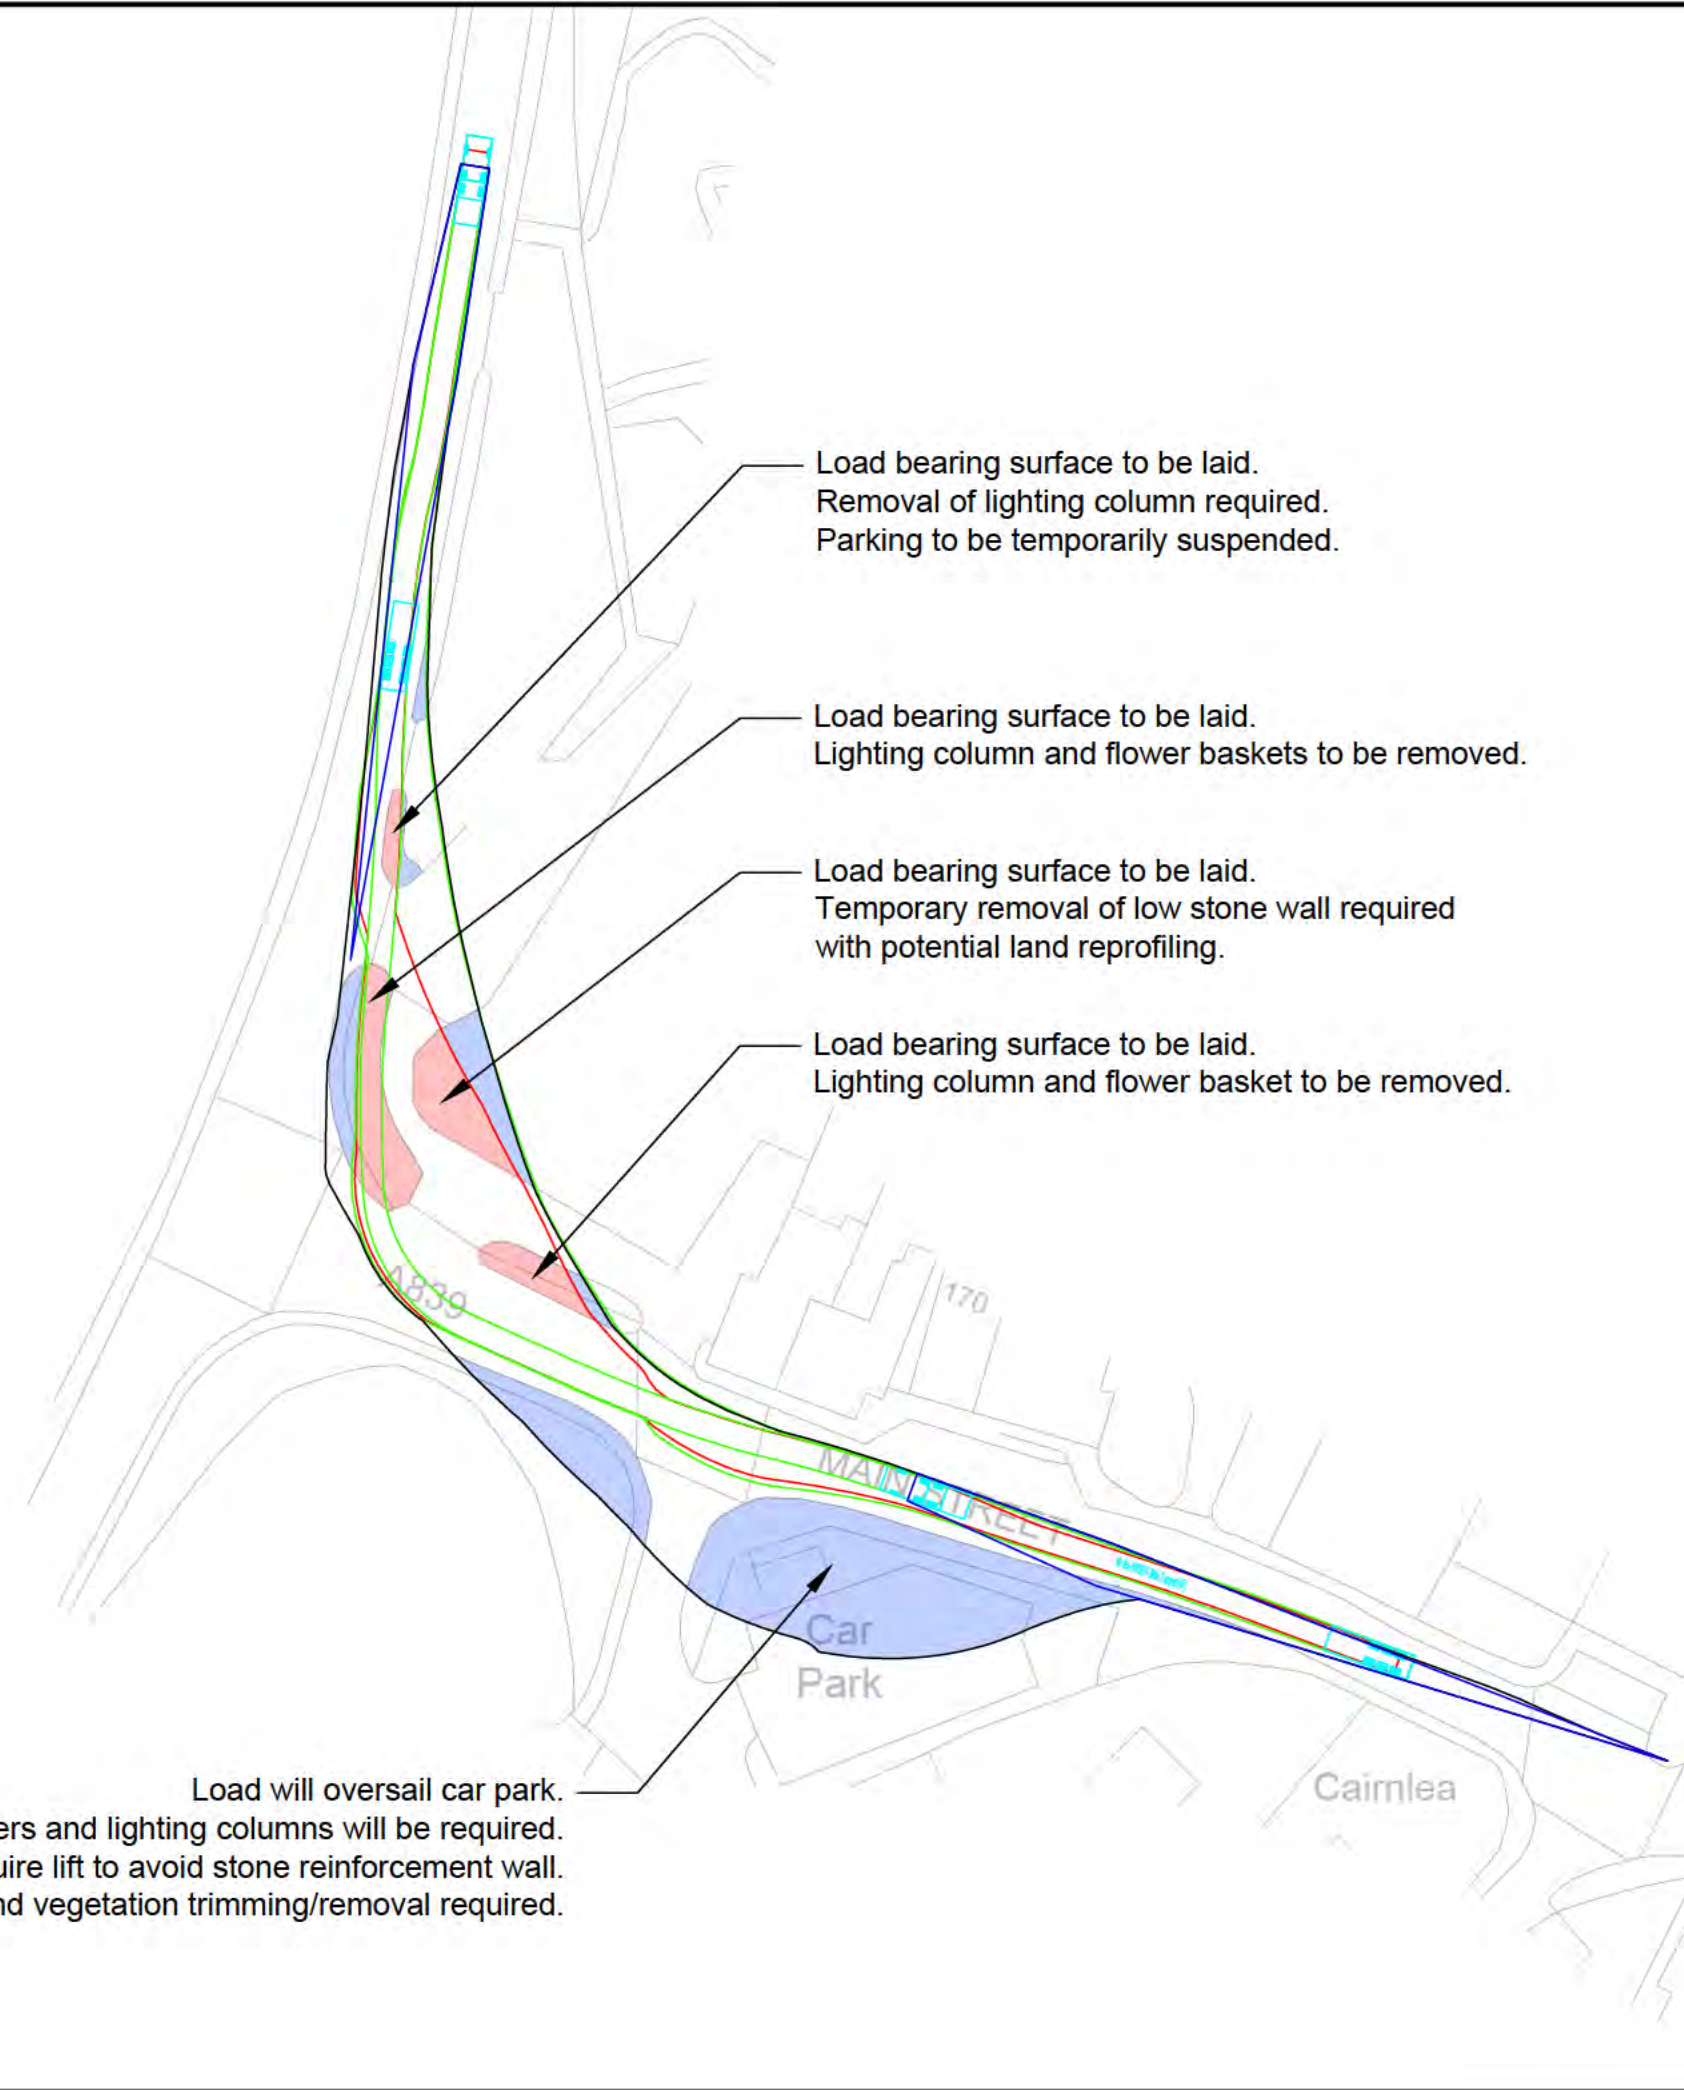 Load bearing surface to be laid.
Removal of lighting column required.
Parking to be temporarily suspended.
Load bearing surface to be laid.
Lighting column and flower baskets to be removed.
Load bearing surface to be laid.
Temporary removal of low stone wall required
with potential land reprofiling.
Load bearing surface to be laid.
Lighting column and flower basket to be removed.
A839
170
MAIN STREET
Car
Park
Cairnlea
Load will oversail car park.
and lighting columns will be required.
lift to avoid stone reinforcement wall.
vegetation trimming/removal required.